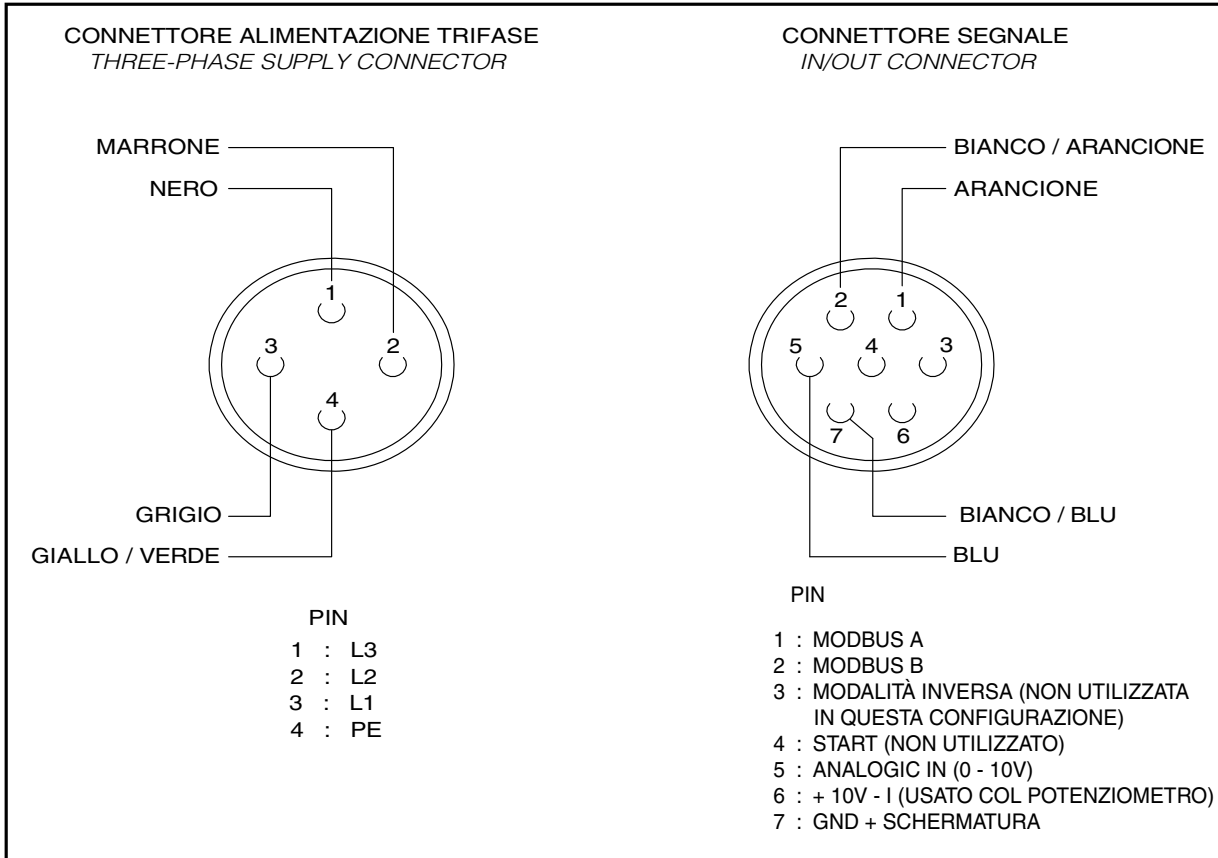 CONNETTORE ALIMENTAZIONE TRIFASE
THREE-PHASE SUPPLY CONNECTOR
MARRONE
NERO
1
3
2
4
GRIGIO
GIALLO / VERDE
PIN
1 : L3
2 : L2
3 : L1
4 : PE
CONNETTORE SEGNALE
IN/OUT CONNECTOR
BIANCO / ARANCIONE
ARANCIONE
2 1
5 4 3
7 6
BIANCO / BLU
BLU
PIN
1 : MODBUS A
2 : MODBUS B
3 : MODALITÀ INVERSA (NON UTILIZZATA
IN QUESTA CONFIGURAZIONE)
4 : START (NON UTILIZZATO)
5 : ANALOGIC IN (0 - 10V)
6 : + 10V - I (USATO COL POTENZIOMETRO)
7 : GND + SCHERMATURA